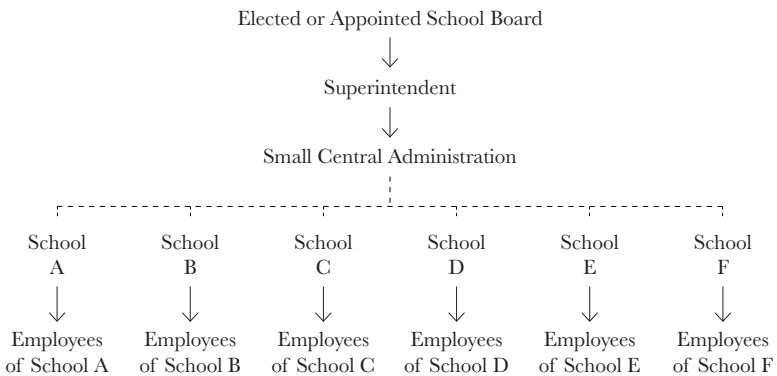 Elected or Appointed School Board
Superintendent
Small Central Administration
School School School School School School
A B C D E F
Employees Employees Employees Employees Employees Employees
of School A of School B of School C of School D of School E of School F